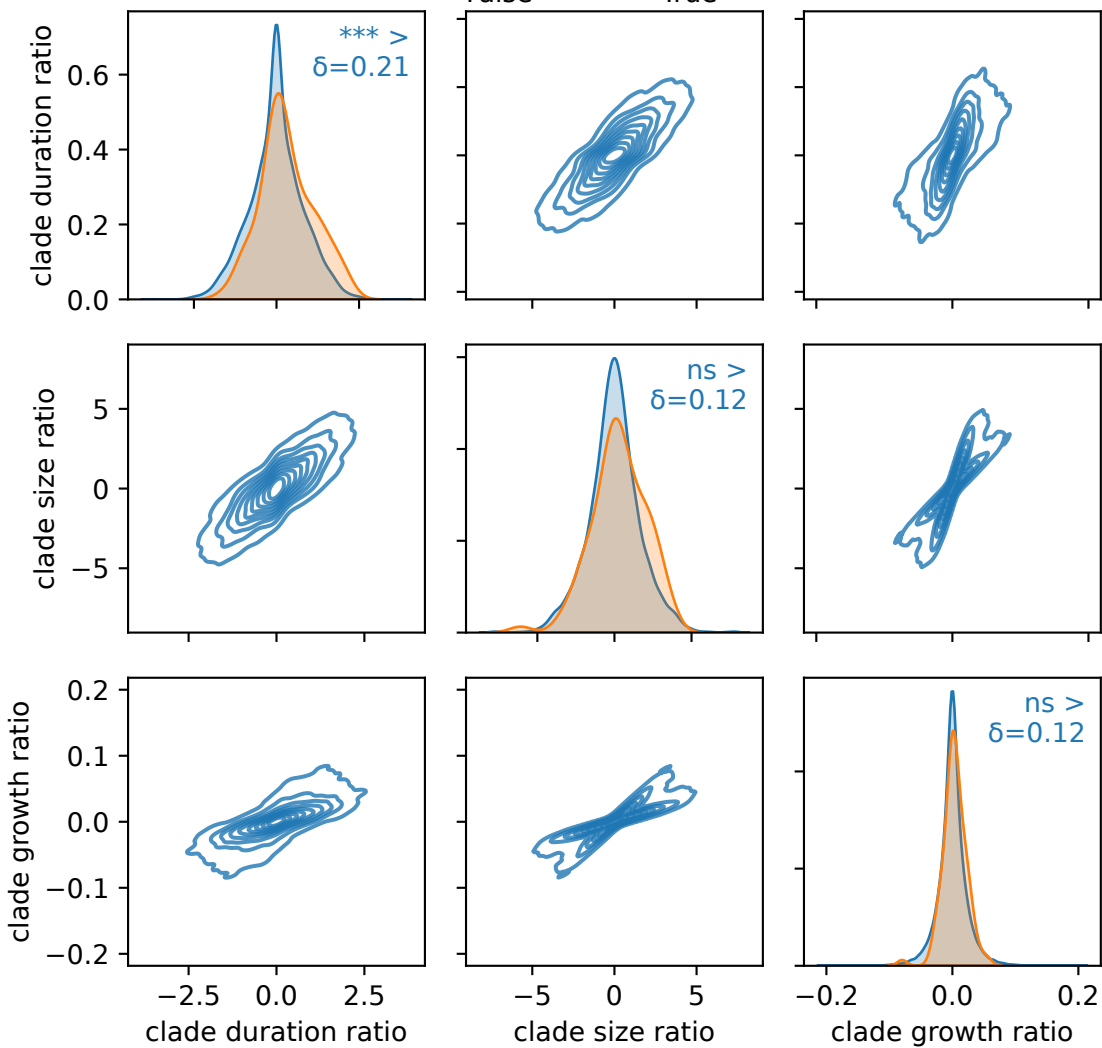 *** >
δ=0.21
clade duration ratio
0.6
0.4
0.2
0.0
ns >
δ=0.12
clade size ratio
5
0
−5
ns >
δ=0.12
clade growth ratio
0.2
0.1
0.0
−0.1
−0.2
−2.5 0.0 2.5
−5 0 5
−0.2 0.0 0.2
clade duration ratio
clade size ratio
clade growth ratio